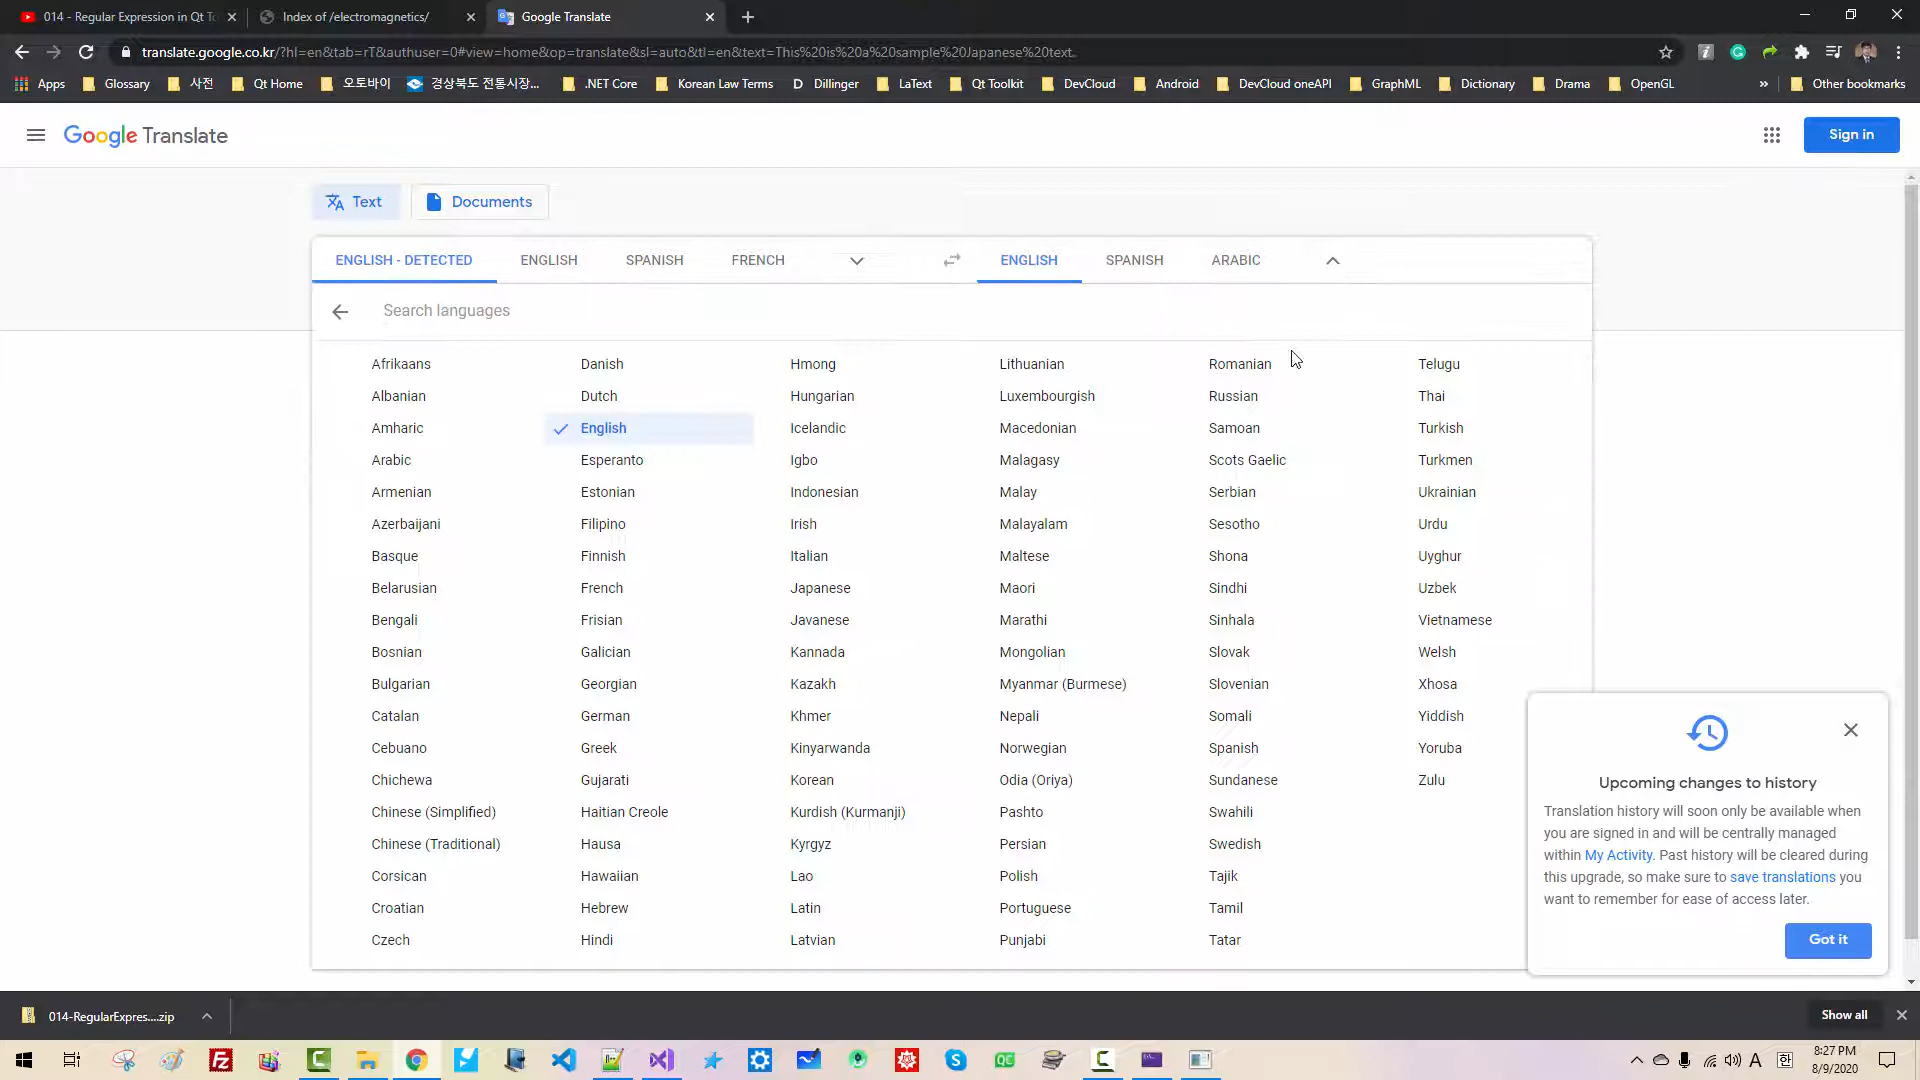 014 - Regular Expression in Qt To
Index of /electromagnetics/
Google Translate
translate.google.co.kr/?hl=en&tab=rT&authuser=0#view=home&op=translate&sl=auto&tl=en&text=This%20is%20a%20sample%20Japanese%20text.
Apps
Glossary
사전
Qt Home
오토바이
경상북도 전통시장...
.NET Core
Korean Law Terms
D Dillinger
LaText
Qt Toolkit
DevCloud
Android
DevCloud oneAPI
GraphML
Dictionary
Drama
OpenGL
»
Other bookmarks
Google Translate
Sign in
Text
Documents
ENGLISH - DETECTED
ENGLISH
SPANISH
FRENCH
ENGLISH
SPANISH
ARABIC
Search languages
Afrikaans
Albanian
Amharic
Arabic
Armenian
Azerbaijani
Basque
Belarusian
Bengali
Bosnian
Bulgarian
Catalan
Cebuano
Chichewa
Chinese (Simplified)
Chinese (Traditional)
Corsican
Croatian
Czech
Danish
Dutch
English
Esperanto
Estonian
Filipino
Finnish
French
Frisian
Galician
Georgian
German
Greek
Gujarati
Haitian Creole
Hausa
Hawaiian
Hebrew
Hindi
Hmong
Hungarian
Icelandic
Igbo
Indonesian
Irish
Italian
Japanese
Javanese
Kannada
Kazakh
Khmer
Kinyarwanda
Korean
Kurdish (Kurmanji)
Kyrgyz
Lao
Latin
Latvian
Lithuanian
Luxembourgish
Macedonian
Malagasy
Malay
Malayalam
Maltese
Maori
Marathi
Mongolian
Myanmar (Burmese)
Nepali
Norwegian
Odia (Oriya)
Pashto
Persian
Polish
Portuguese
Punjabi
Romanian
Russian
Samoan
Scots Gaelic
Serbian
Sesotho
Shona
Sindhi
Sinhala
Slovak
Slovenian
Somali
Spanish
Sundanese
Swahili
Swedish
Tajik
Tamil
Tatar
Telugu
Thai
Turkish
Turkmen
Ukrainian
Urdu
Uyghur
Uzbek
Vietnamese
Welsh
Xhosa
Yiddish
Yoruba
Zulu
Upcoming changes to history
Translation history will soon only be available when
you are signed in and will be centrally managed
within My Activity. Past history will be cleared during
this upgrade, so make sure to save translations you
want to remember for ease of access later.
Got it
014-RegularExpres....zip
Show all
A
한
8:27 PM
8/9/2020